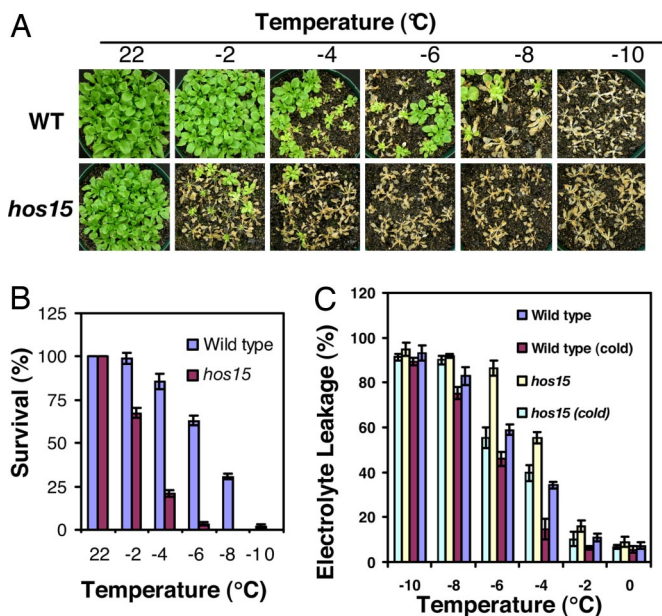 A
Temperature (°C)
22 -2 -4 -6 -8 -10
WT
hos15
B
125
100
75
50
25
0
Survival (%)
Wild type
hos15
22 -2 -4 -6 -8 -10
Temperature (°C)
C
120
100
80
60
40
20
0
Electrolyte Leakage (%)
Wild type
Wild type (cold)
hos15
hos15 (cold)
-10 -8 -6 -4 -2 0
Temperature (°C)